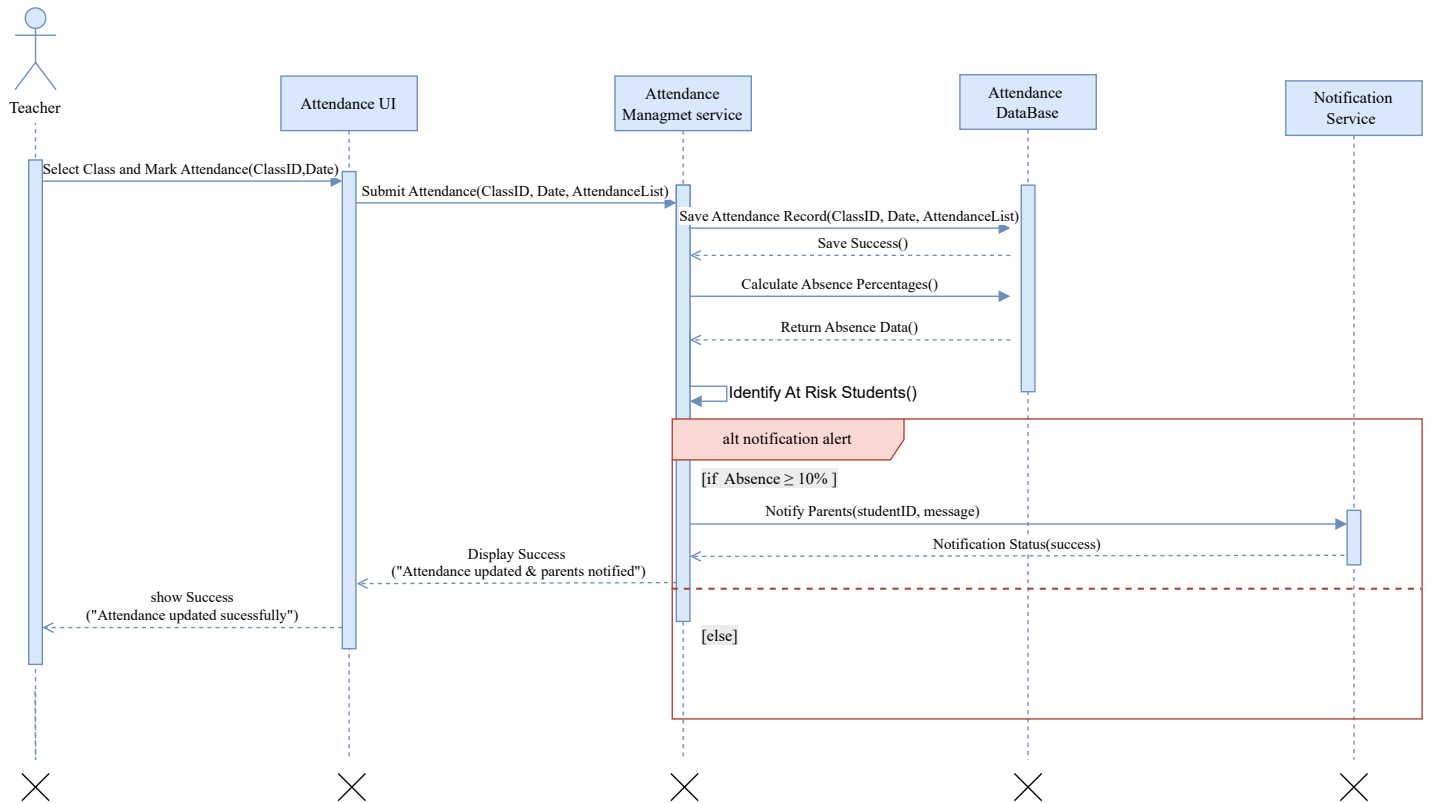 Teacher
Attendance UI
Attendance
Managmet service
Attendance
DataBase
Notification
Service
Select Class and Mark Attendance(ClassID,Date)
Submit Attendance(ClassID, Date, AttendanceList)
Save Attendance Record(ClassID, Date, AttendanceList)
Save Success()
Calculate Absence Percentages()
Return Absence Data()
Identify At Risk Students()
alt notification alert
[if  Absence ≥ 10% ]
Notify Parents(studentID, message)
Notification Status(success)
Display Success
("Attendance updated & parents notified")
show Success
("Attendance updated sucessfully")
[else]